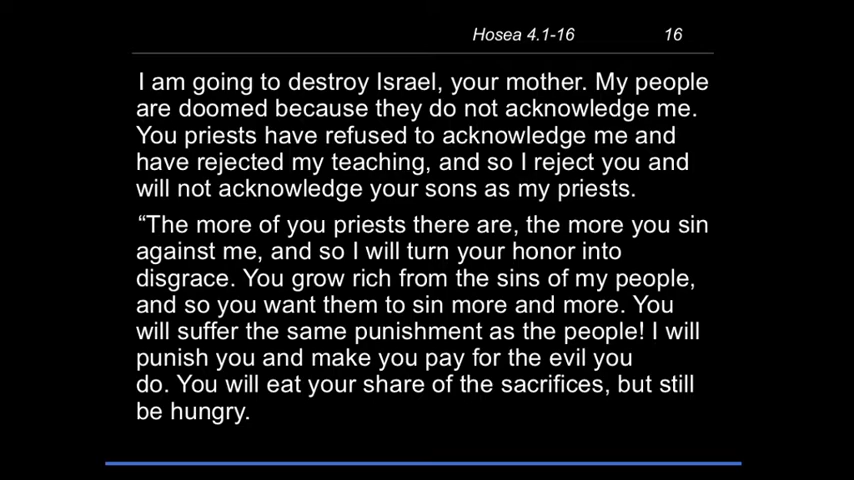 Hosea 4.1-16 16
I am going to destroy Israel, your mother. My people
are doomed because they do not acknowledge me.
You priests have refused to acknowledge me and
have rejected my teaching, and so I reject you and
will not acknowledge your sons as my priests.
“The more of you priests there are, the more you sin
against me, and so I will turn your honor into
disgrace. You grow rich from the sins of my people,
and so you want them to sin more and more. You
will suffer the same punishment as the people! I will
punish you and make you pay for the evil you
do. You will eat your share of the sacrifices, but still
be hungry.